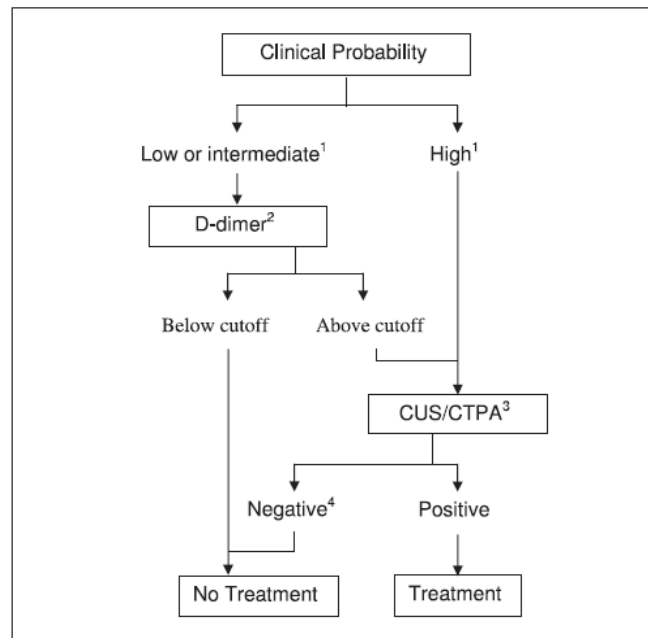 Clinical Probability
Low or intermediate¹
High¹
D-dimer²
Below cutoff
Above cutoff
CUS/CTPA³
Negative⁴
Positive
No Treatment
Treatment